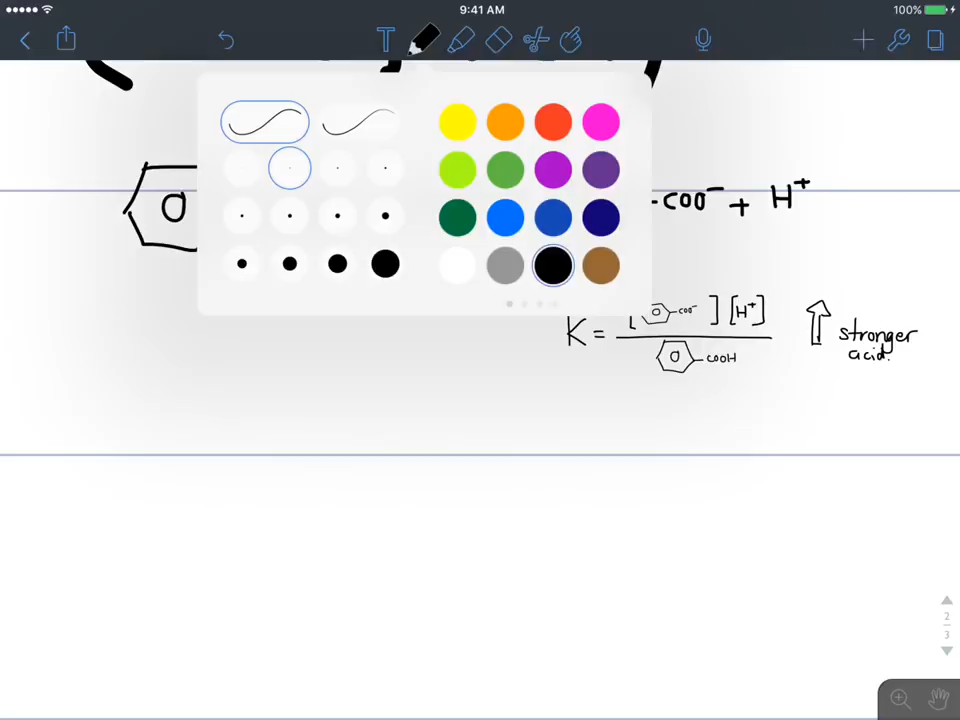 9:41 AM
100%
T
-COO⁻ + H⁺
K = [ -COO⁻ ] [H⁺]
-COOH
stronger
acid.
2
3